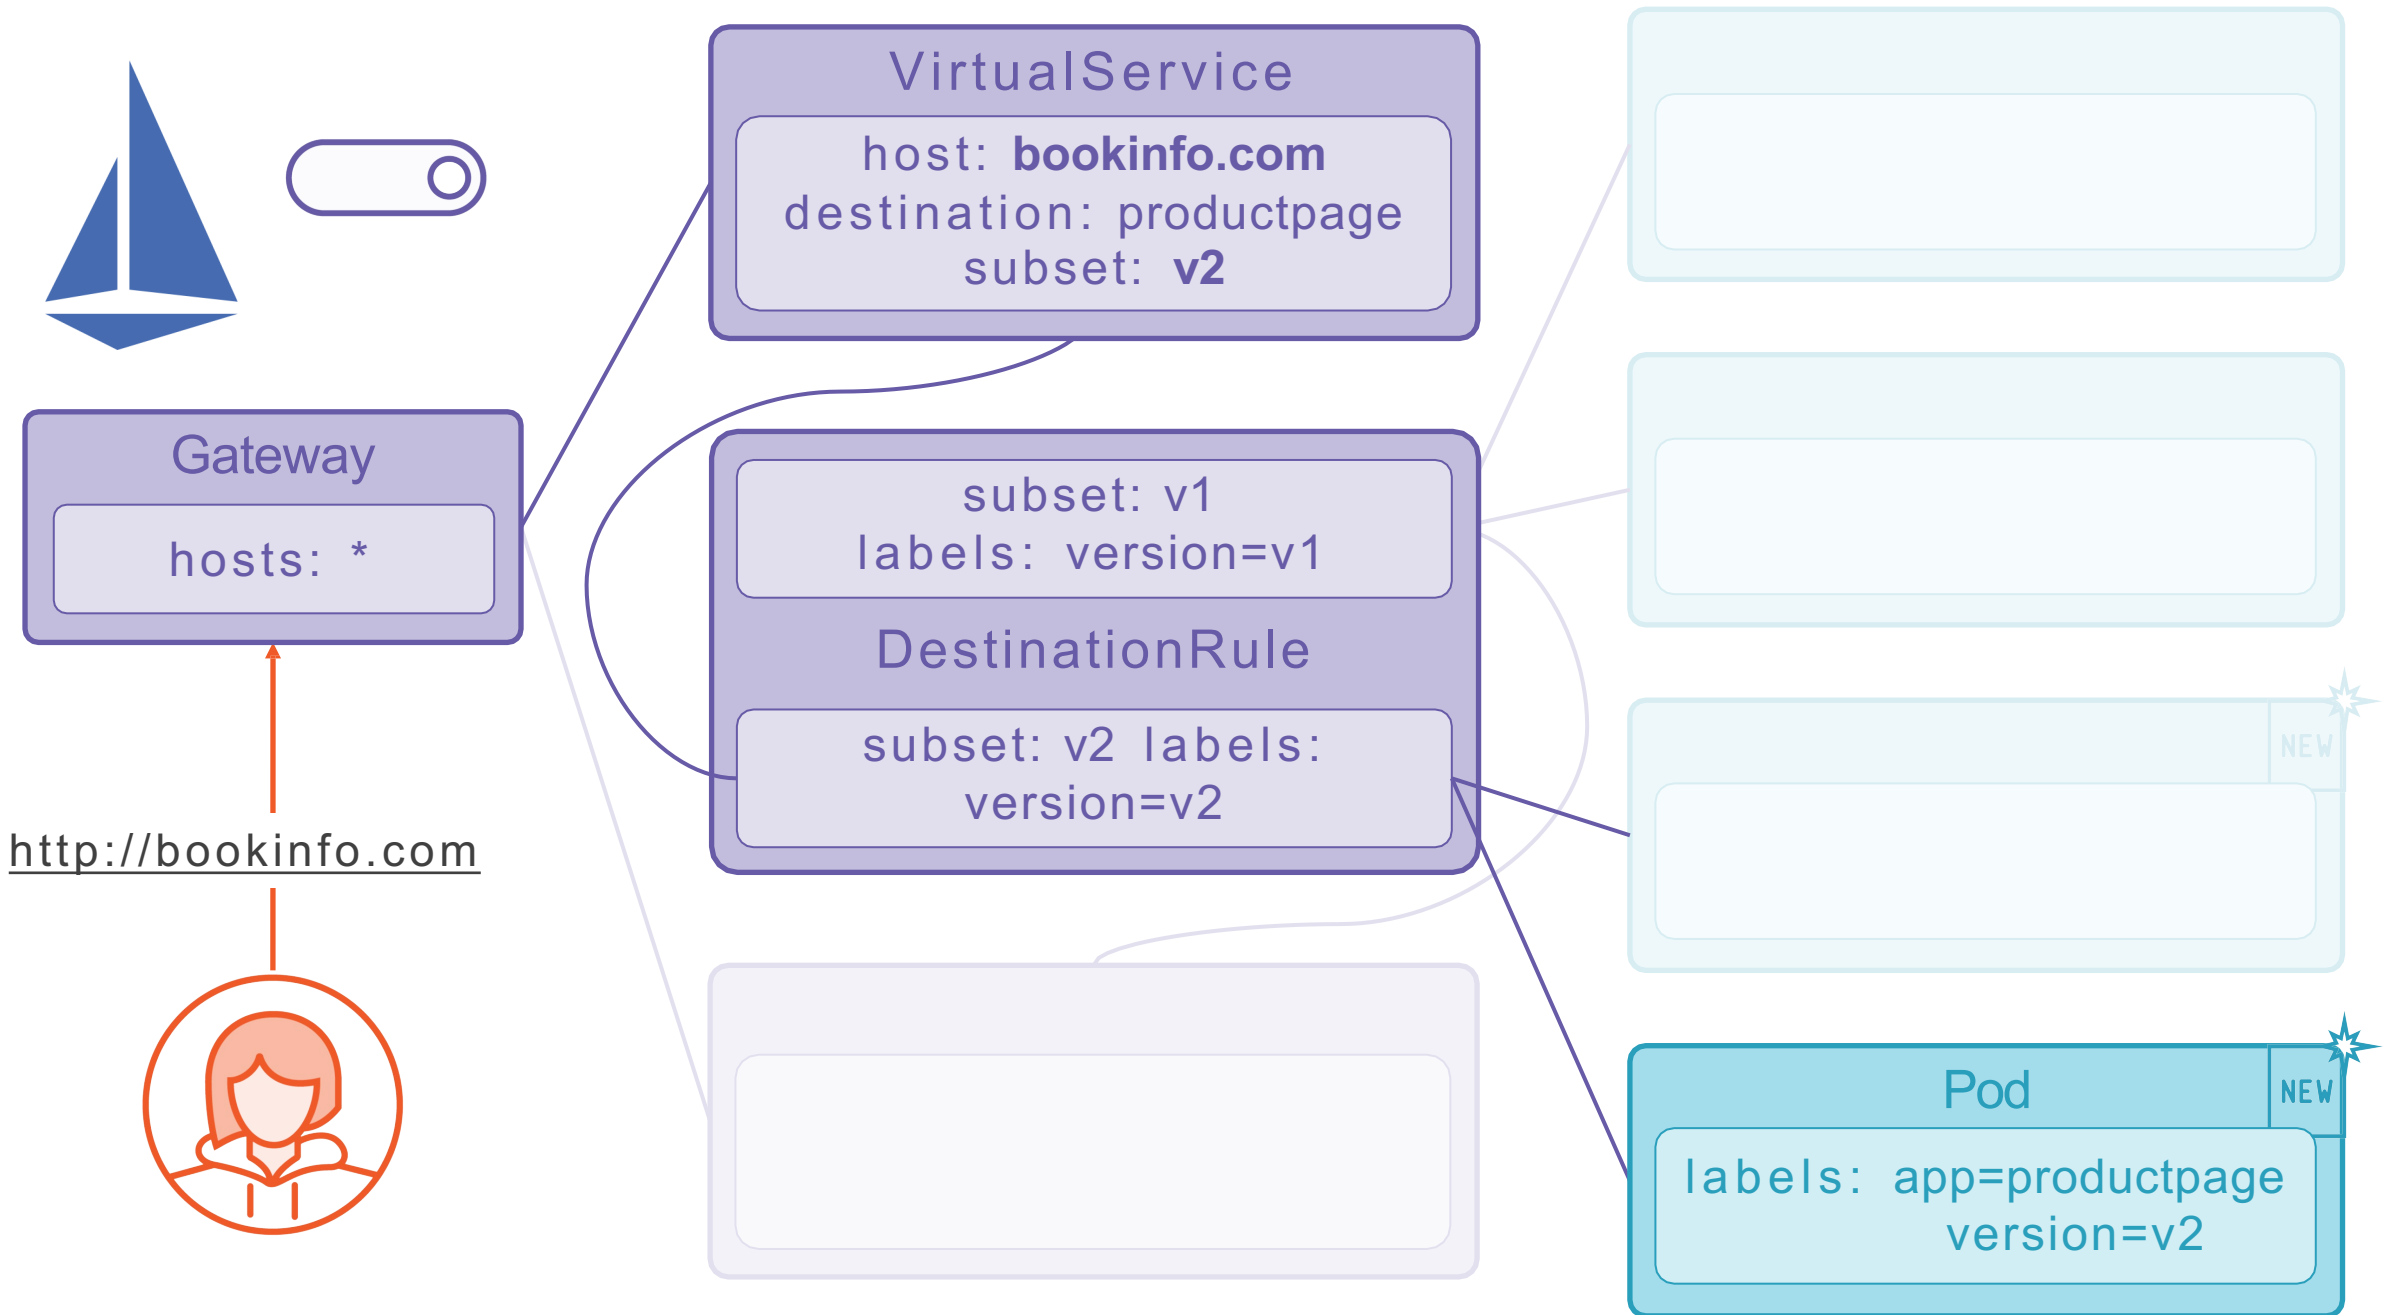 VirtualService
host: bookinfo.com
destination: productpage
subset: v2
Gateway
hosts: *
subset: v1
labels: version=v1
DestinationRule
subset: v2 labels:
version=v2
http://bookinfo.com
NEW
Pod
NEW
labels: app=productpage
version=v2